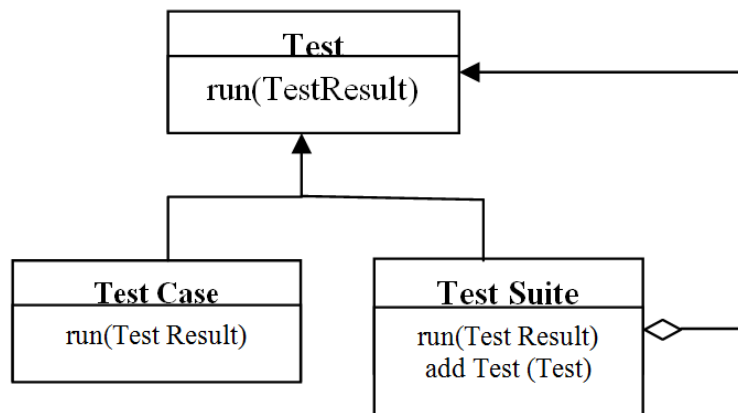 Test
run(TestResult)
Test Case
run(Test Result)
Test Suite
run(Test Result)
add Test (Test)